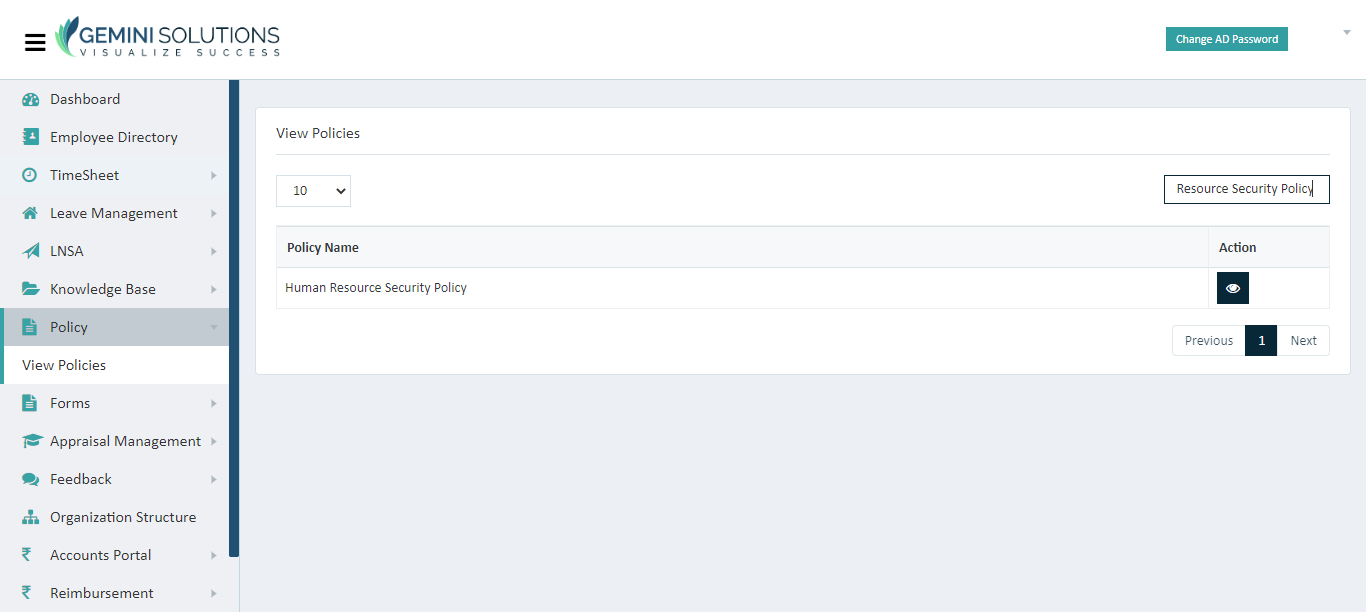 GEMINI SOLUTIONS
VISUALIZE SUCCESS
Change AD Password
Dashboard
Employee Directory
TimeSheet
Leave Management
LNSA
Knowledge Base
Policy
View Policies
Forms
Appraisal Management
Feedback
Organization Structure
Accounts Portal
Reimbursement
View Policies
10
Resource Security Policy
Policy Name Action
Human Resource Security Policy
Previous 1 Next